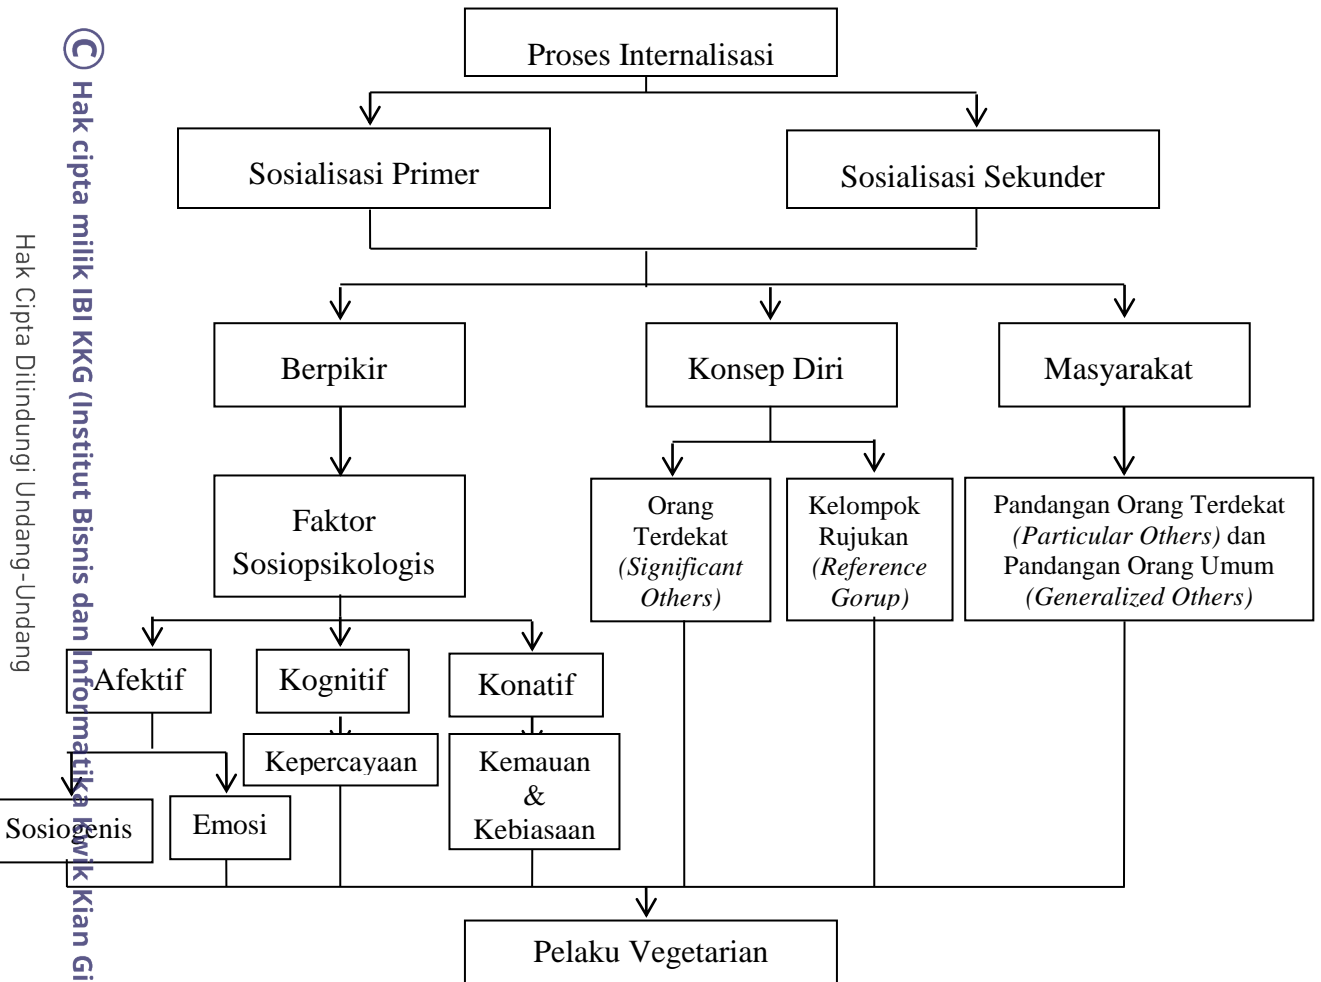 Proses Internalisasi
Sosialisasi Primer
Sosialisasi Sekunder
Berpikir
Konsep Diri
Masyarakat
Faktor
Sosiopsikologis
Orang
Terdekat
(Significant
Others)
Kelompok
Rujukan
(Reference
Gorup)
Pandangan Orang Terdekat
(Particular Others) dan
Pandangan Orang Umum
(Generalized Others)
Afektif
Kognitif
Konatif
Kepercayaan
Kemauan
&
Kebiasaan
Sosiogenis
Emosi
Pelaku Vegetarian
© Hak cipta milik IBI KKG (Institut Bisnis dan Informatika Kwik Kian Gi
Hak Cipta Dilindungi Undang-Undang